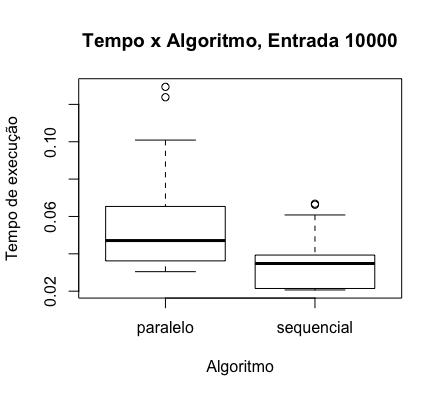 Tempo x Algoritmo, Entrada 10000
Tempo de execução
0.10
0.06
0.02
paralelo sequencial
Algoritmo